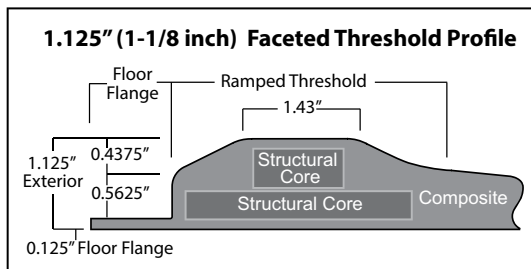 1.125” (1-1/8 inch) Faceted Threshold Profile
Floor
Flange
Ramped Threshold
1.43”
1.125”
Exterior
0.4375”
0.5625”
0.125” Floor Flange
Structural
Core
Structural Core
Composite